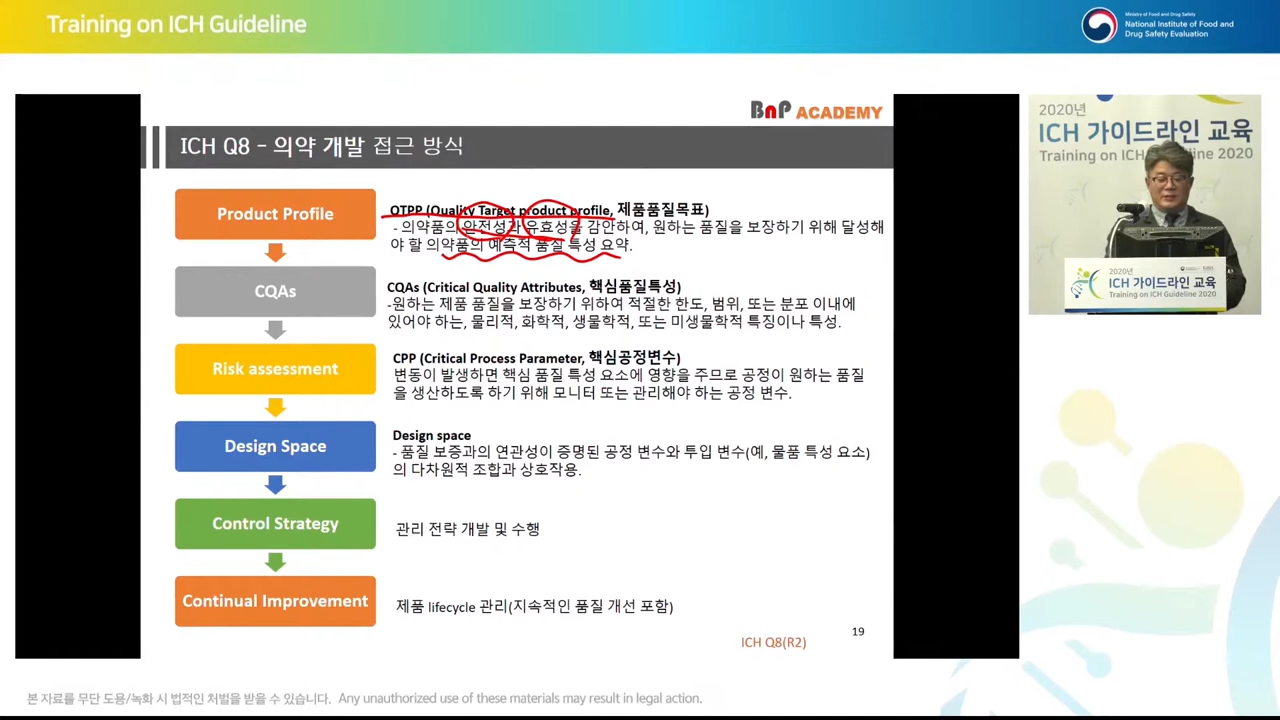 Training on ICH Guideline
Ministry of Food and Drug Safety
National Institute of Food and
Drug Safety Evaluation
BnP ACADEMY
ICH Q8 – 의약 개발 접근 방식
Product Profile
QTPP (Quality Target product profile, 제품품질목표)
- 의약품의 안전성과 유효성을 감안하여, 원하는 품질을 보장하기 위해 달성해
야 할 의약품의 예측적 품질 특성 요약.
CQAs
CQAs (Critical Quality Attributes, 핵심품질특성)
-원하는 제품 품질을 보장하기 위하여 적절한 한도, 범위, 또는 분포 이내에
있어야 하는, 물리적, 화학적, 생물학적, 또는 미생물학적 특징이나 특성.
Risk assessment
CPP (Critical Process Parameter, 핵심공정변수)
변동이 발생하면 핵심 품질 특성 요소에 영향을 주므로 공정이 원하는 품질
을 생산하도록 하기 위해 모니터 또는 관리해야 하는 공정 변수.
Design Space
Design space
- 품질 보증과의 연관성이 증명된 공정 변수와 투입 변수(예, 물품 특성 요소)
의 다차원적 조합과 상호작용.
Control Strategy
관리 전략 개발 및 수행
Continual Improvement
제품 lifecycle 관리(지속적인 품질 개선 포함)
19
ICH Q8(R2)
2020년
ICH 가이드라인 교육
Training on ICH Guideline 2020
2020년
ICH 가이드라인 교육
Training on ICH Guideline 2020
본 자료를 무단 도용/녹화 시 법적인 처벌을 받을 수 있습니다. Any unauthorized use of these materials may result in legal action.